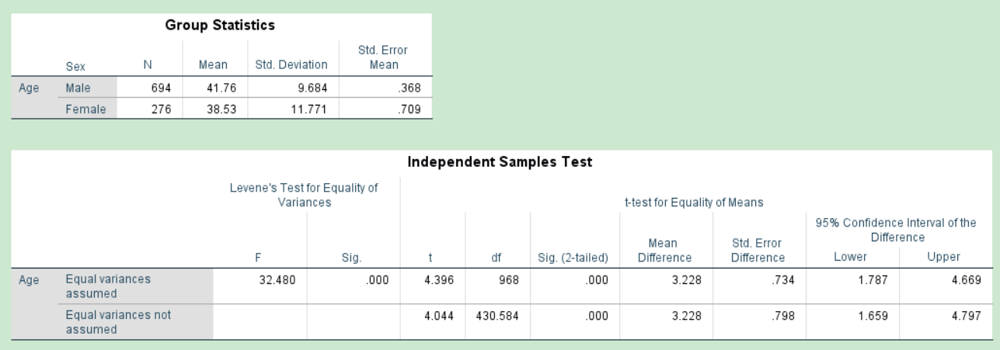 Group Statistics
Sex N Mean Std. Deviation Std. Error Mean
Age Male 694 41.76 9.684 .368
Female 276 38.53 11.771 .709
Independent Samples Test
Levene's Test for Equality of Variances
t-test for Equality of Means
F Sig. t df Sig. (2-tailed) Mean Difference Std. Error Difference 95% Confidence Interval of the Difference
Lower Upper
Age Equal variances assumed 32.480 .000 4.396 968 .000 3.228 .734 1.787 4.669
Equal variances not assumed 4.044 430.584 .000 3.228 .798 1.659 4.797